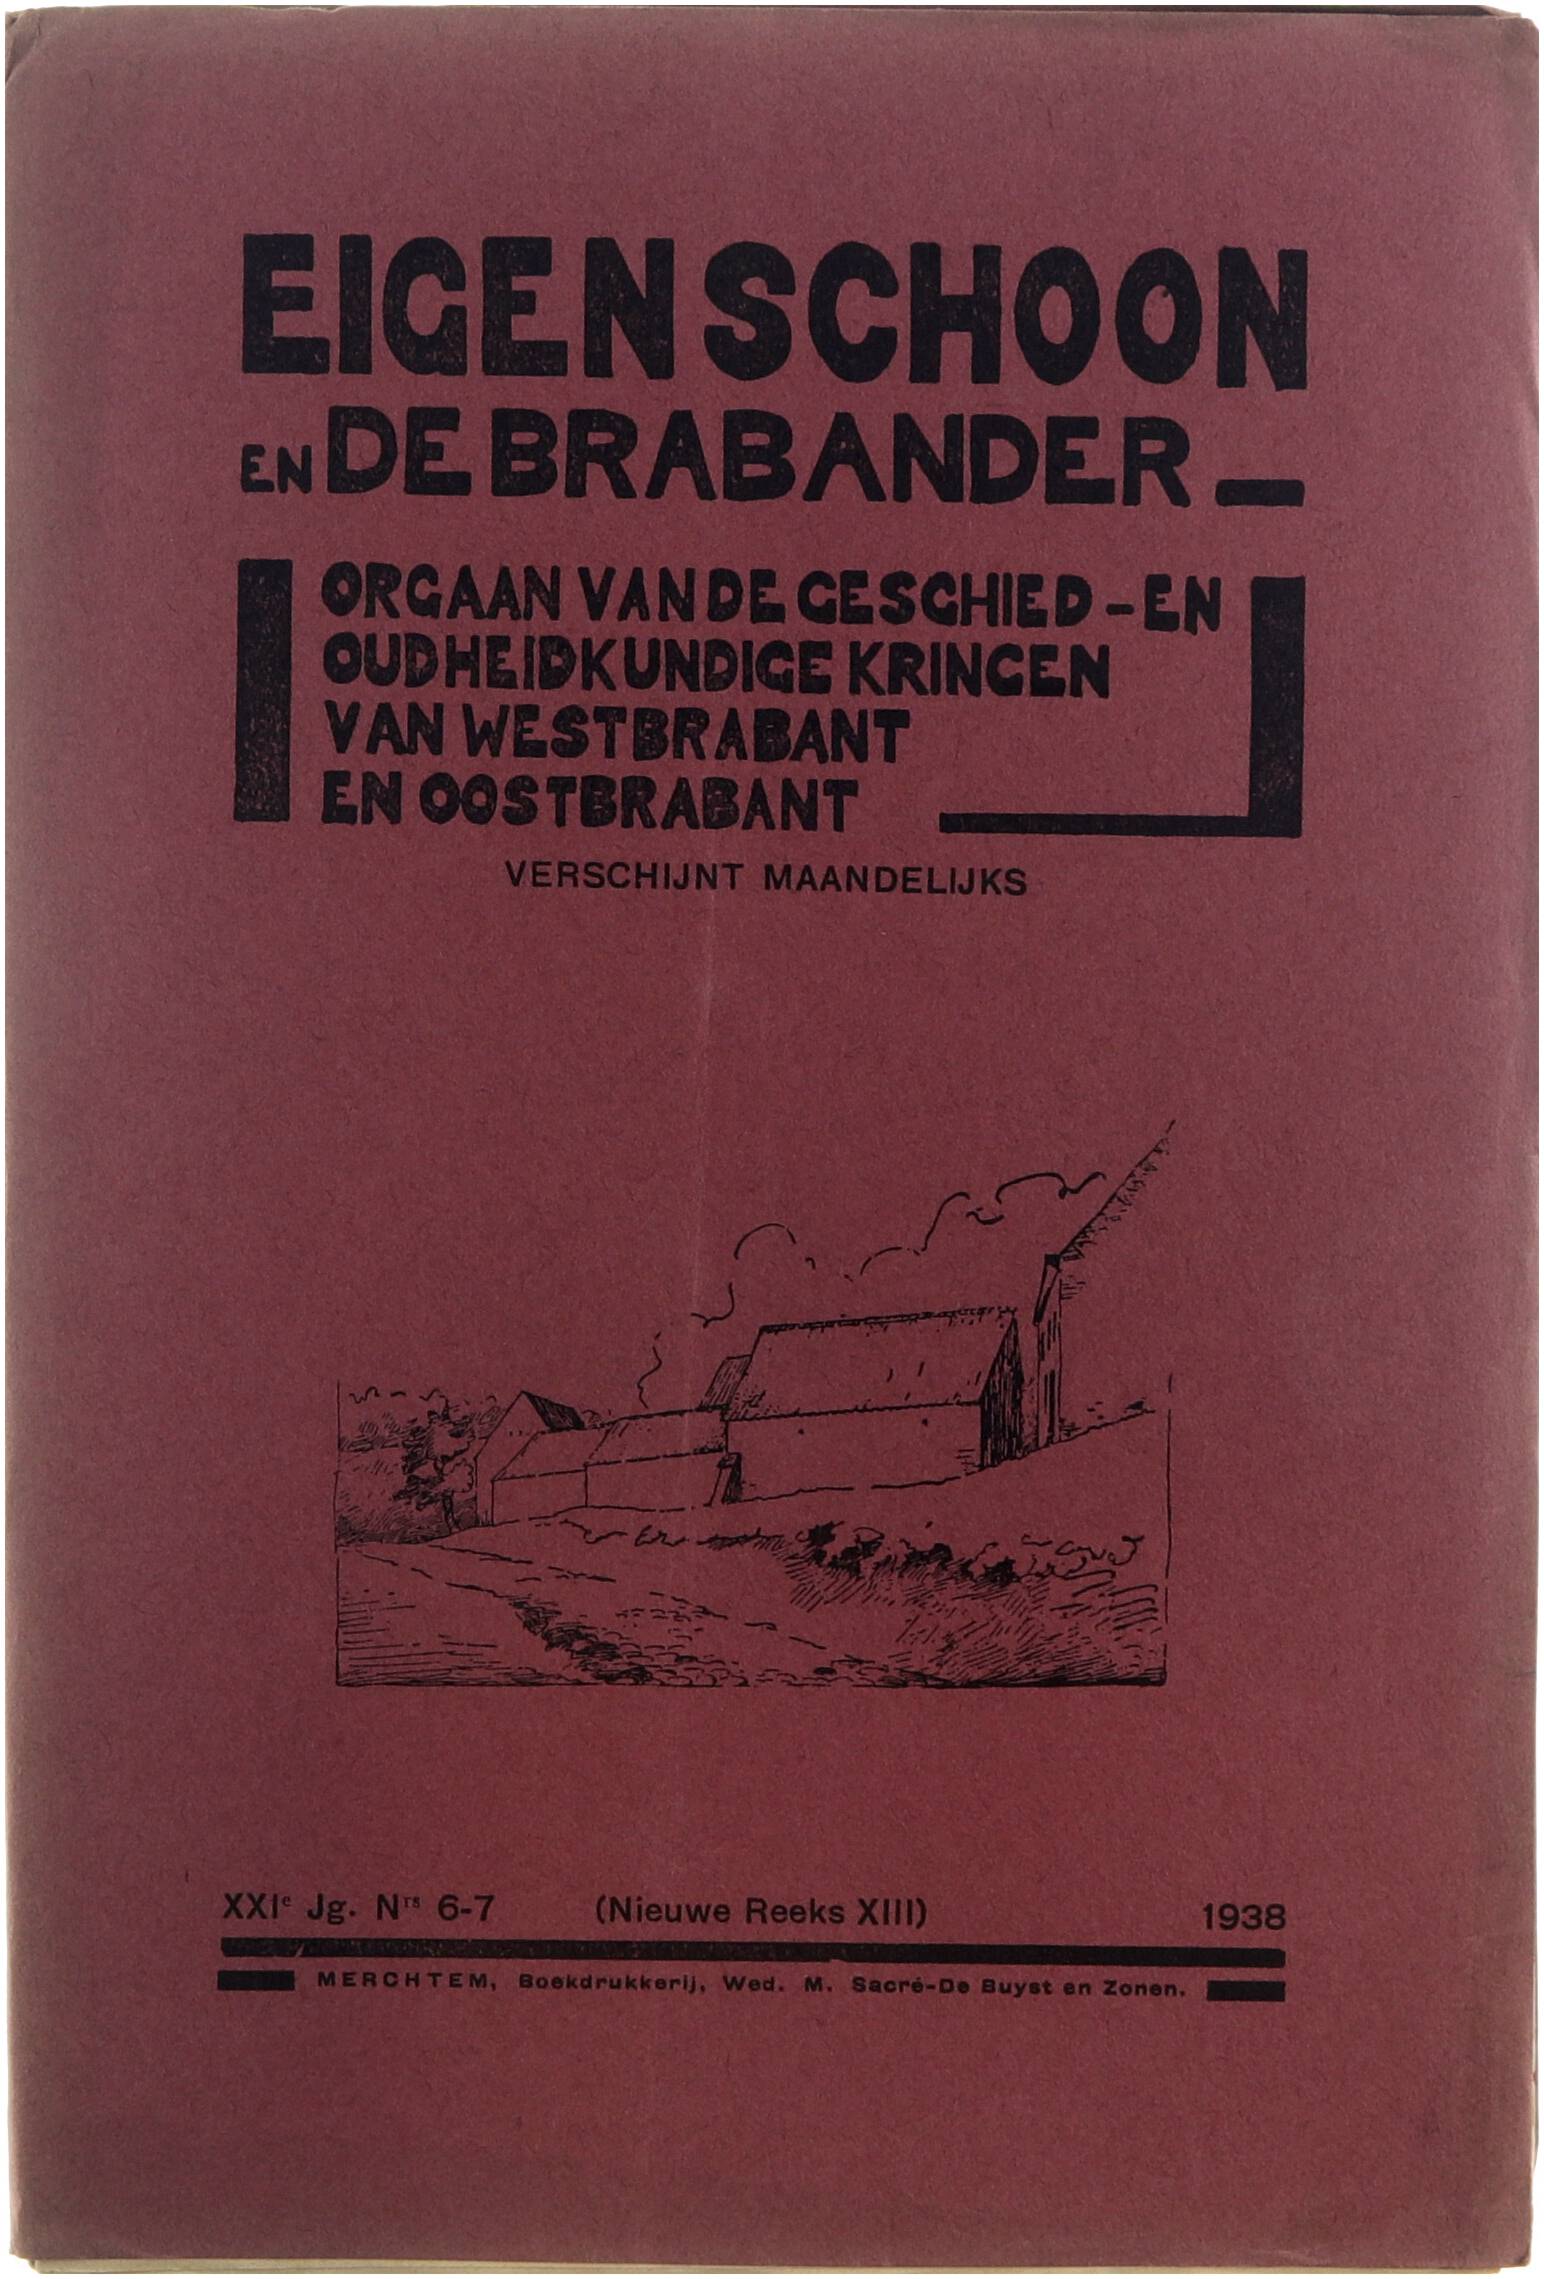 EIGEN SCHOON
EN DE BRABANDER –
ORGAAN VAN DE GESCHIED - EN
OUDHEIDKUNDIGE KRINGEN
VAN WESTBRABANT
EN OOSTBRABANT
VERSCHIJNT MAANDELIJKS
XXIe Jg. Nrs 6-7 (Nieuwe Reeks XIII) 1938
MERCHTEM, Boekdrukkerij, Wed. M. Sacré-De Buyst en Zonen.